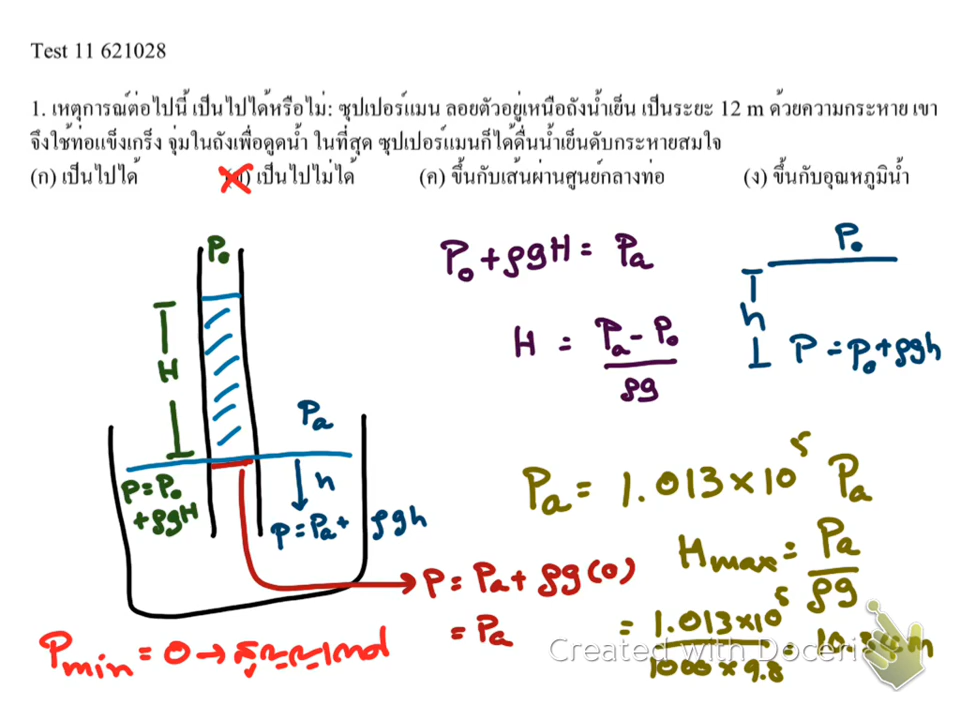 Test 11 621028
1. เหตุการณ์ต่อไปนี้ เป็นไปได้หรือไม่: ซุปเปอร์แมน ลอยตัวอยู่เหนือถังน้ำเย็น เป็นระยะ 12 m ด้วยความกระหาย เขา
จึงใช้ท่อแข็งเกร็ง จุ่มในถังเพื่อดูดน้ำ ในที่สุด ซุปเปอร์แมนก็ได้ดื่มน้ำเย็นดับกระหายสมใจ
(ก) เป็นไปได้ (ข) เป็นไปไม่ได้ (ค) ขึ้นกับเส้นผ่านศูนย์กลางท่อ (ง) ขึ้นกับอุณหภูมิน้ำ
P₀
P₀ + ρgH = Pa
P₀
h
P = P₀ + ρgh
H = Pa - P₀ / ρg
H
Pa
P = P₀
+ ρgH
h
P = Pa + ρgh
Pa = 1.013 × 10⁵ Pa
Hmax = Pa / ρg
P = Pa + ρg(0)
= Pa
= 1.013 × 10⁵ / 1000 × 9.8 = 10.34 m
Pmin = 0 → สูญญากาศ
Created with Doceri